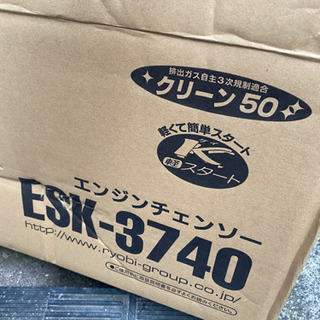 排出ガス自主3次規制適合
クリーン50
軽くて簡単スタート
K
軽スタート
エンジンチェンソー
ESK-3740
http://www.ryobi-group.co.jp/